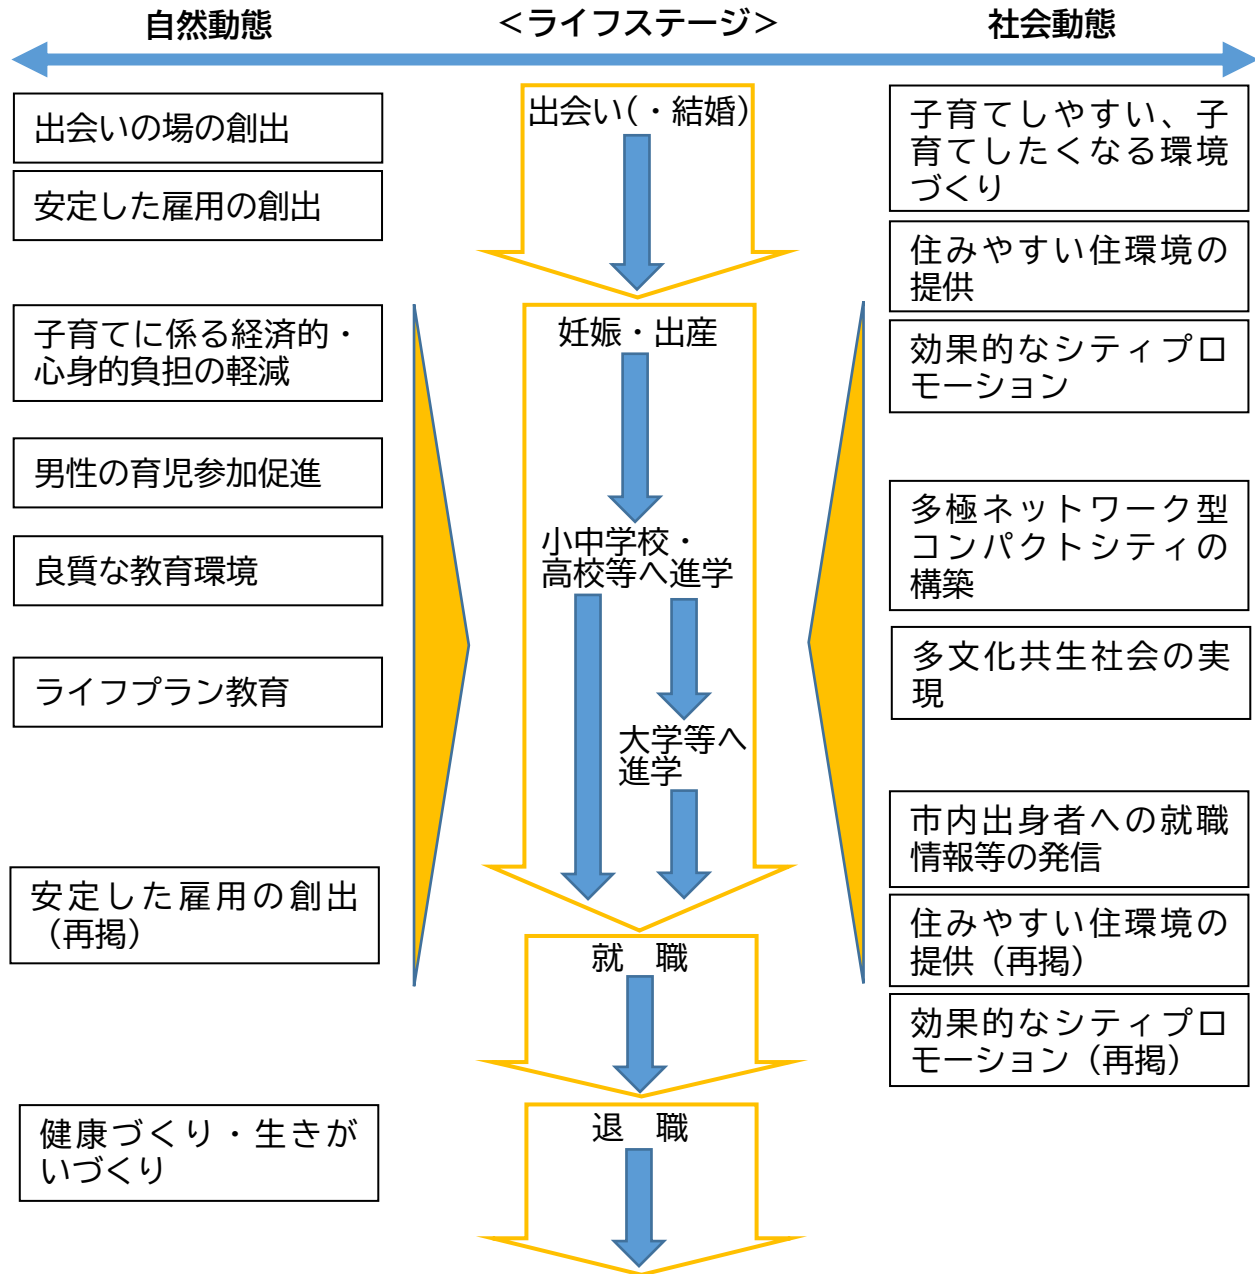 自然動態
＜ライフステージ＞
社会動態
出会いの場の創出
安定した雇用の創出
子育てに係る経済的・
心身的負担の軽減
男性の育児参加促進
良質な教育環境
ライフプラン教育
安定した雇用の創出
（再掲）
健康づくり・生きが
いづくり
出会い(・結婚)
妊娠・出産
小中学校・
高校等へ進学
大学等へ
進学
就　職
退　職
子育てしやすい、子
育てしたくなる環境
づくり
住みやすい住環境の
提供
効果的なシティプロ
モーション
多極ネットワーク型
コンパクトシティの
構築
多文化共生社会の実
現
市内出身者への就職
情報等の発信
住みやすい住環境の
提供（再掲）
効果的なシティプロ
モーション（再掲）